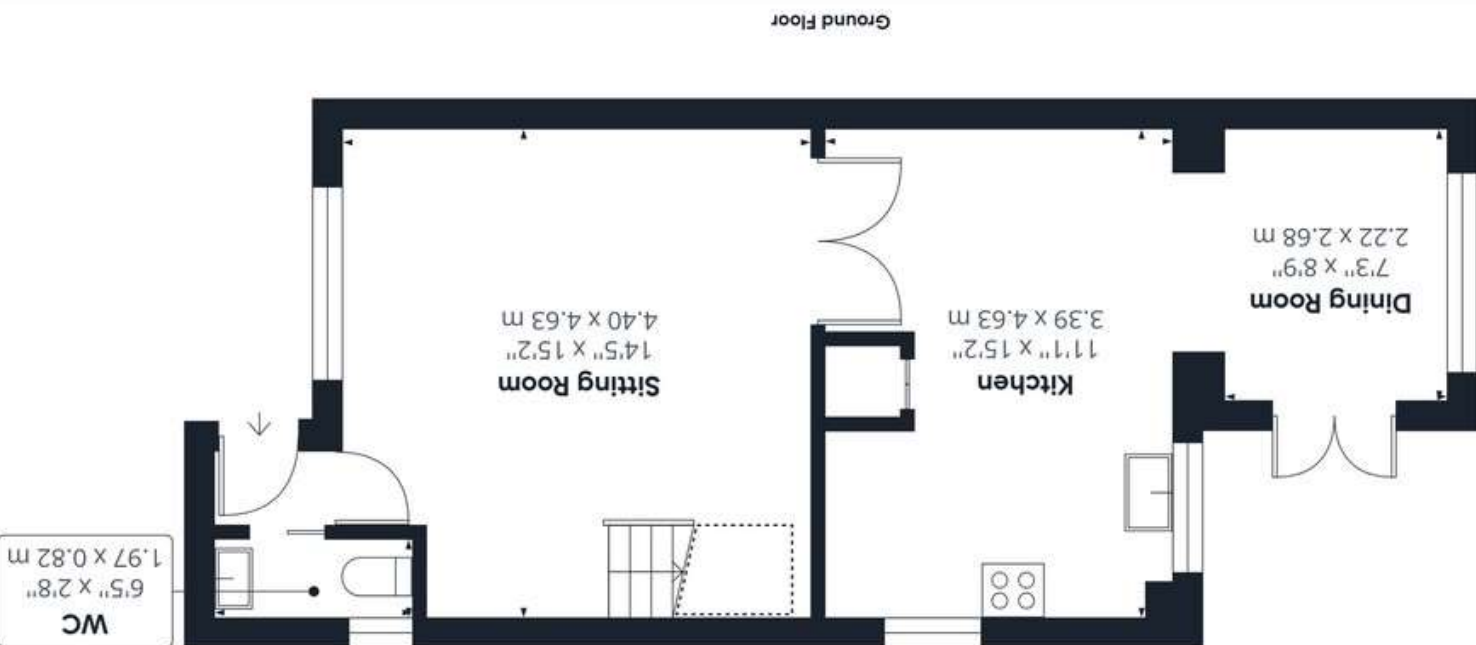 WC
6'5" x 2'8"
1.97 x 0.82 m
Sitting Room
14'5" x 15'2"
4.40 x 4.63 m
Kitchen
11'1" x 15'2"
3.39 x 4.63 m
Dining Room
7'3" x 8'9"
2.22 x 2.68 m
Ground Floor